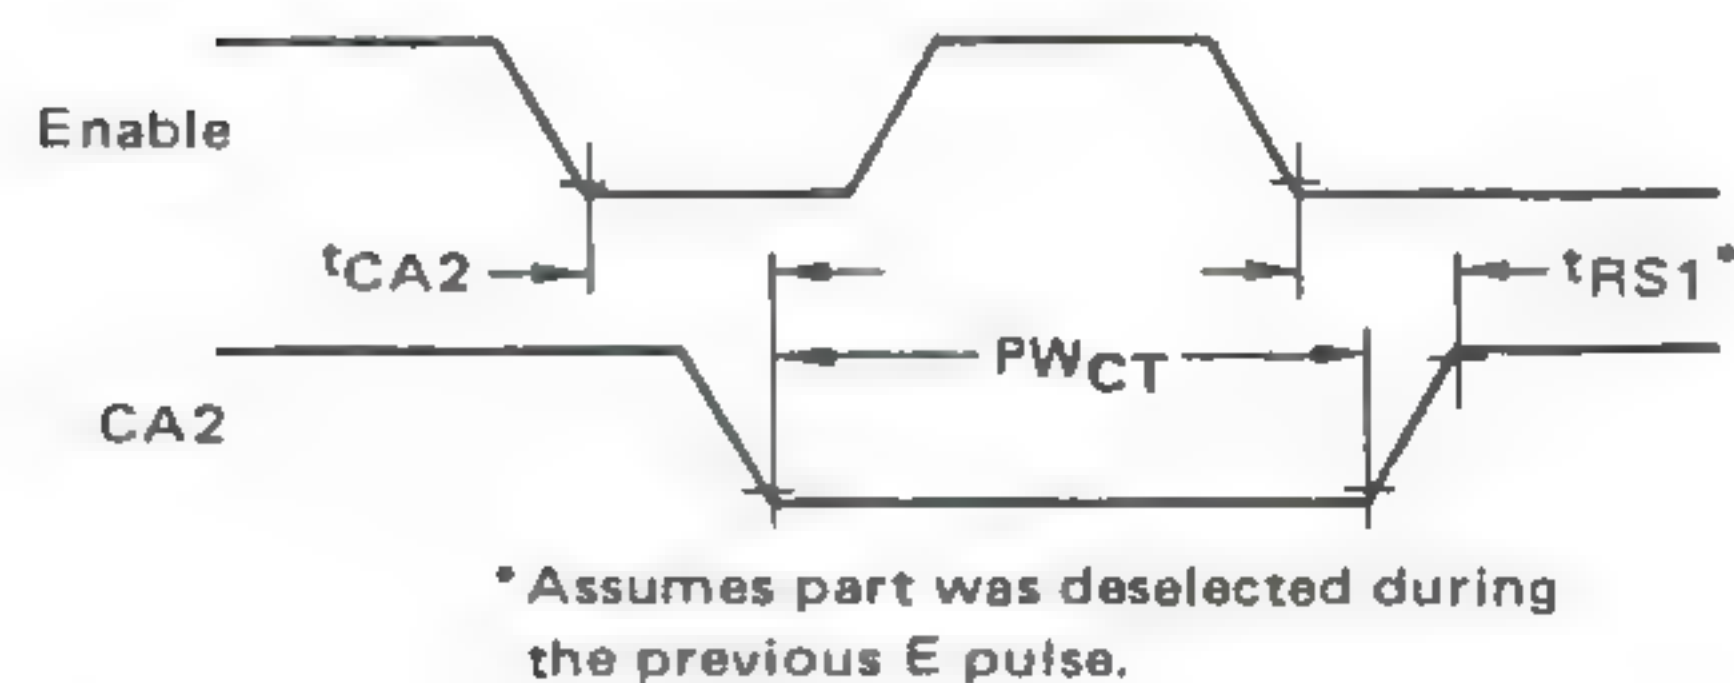 Enable
tCA2
tRS1*
PWCT
CA2
* Assumes part was deselected during
the previous E pulse.